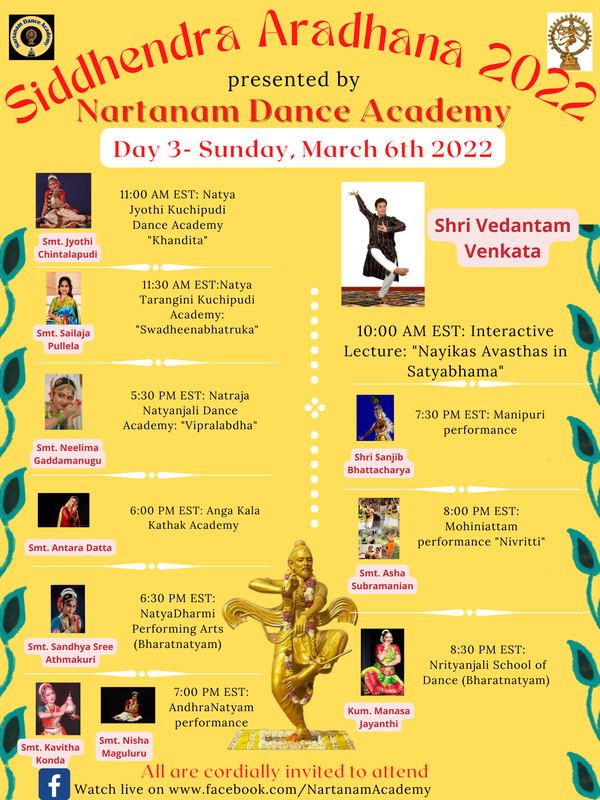 Nartanam Dance Academy
Siddhendra Aradhana 2022
presented by
Nartanam Dance Academy
Day 3- Sunday, March 6th 2022
Smt. Jyothi
Chintalapudi
11:00 AM EST: Natya
Jyothi Kuchipudi
Dance Academy
"Khandita"
Smt. Sailaja
Pullela
11:30 AM EST:Natya
Tarangini Kuchipudi
Academy:
"Swadheenabhatruka"
Smt. Neelima
Gaddamanugu
5:30 PM EST: Natraja
Natyanjali Dance
Academy: "Vipralabdha"
Smt. Antara Datta
6:00 PM EST: Anga Kala
Kathak Academy
Smt. Sandhya Sree
Athmakuri
6:30 PM EST:
NatyaDharmi
Performing Arts
(Bharatnatyam)
Smt. Kavitha
Konda
Smt. Nisha
Maguluru
7:00 PM EST:
AndhraNatyam
performance
Shri Vedantam
Venkata
10:00 AM EST: Interactive
Lecture: "Nayikas Avasthas in
Satyabhama"
Shri Sanjib
Bhattacharya
7:30 PM EST: Manipuri
performance
Smt. Asha
Subramanian
8:00 PM EST:
Mohiniattam
performance "Nivritti"
Kum. Manasa
Jayanthi
8:30 PM EST:
Nrityanjali School of
Dance (Bharatnatyam)
All are cordially invited to attend
f
Watch live on www.facebook.com/NartanamAcademy